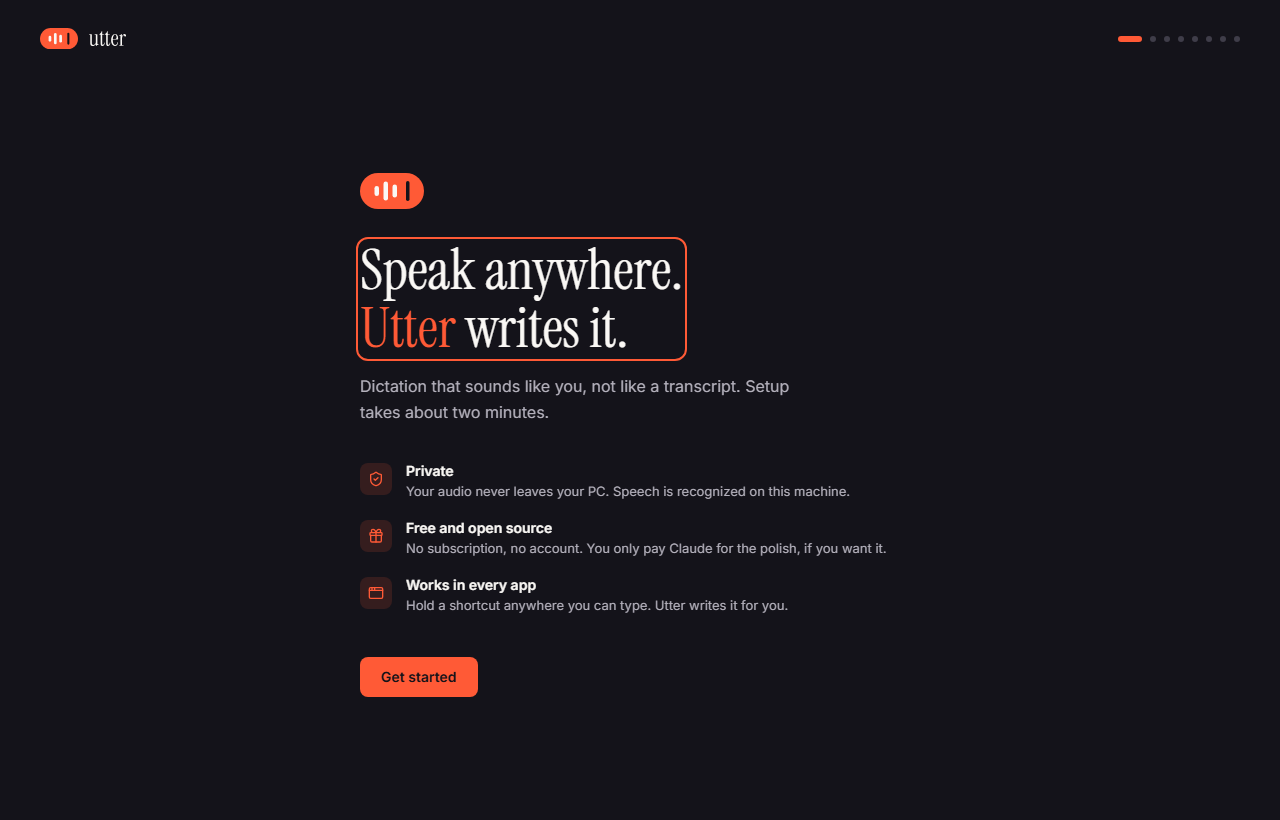 utter
Speak anywhere.
Utter writes it.
Dictation that sounds like you, not like a transcript. Setup
takes about two minutes.
Private
Your audio never leaves your PC. Speech is recognized on this machine.
Free and open source
No subscription, no account. You only pay Claude for the polish, if you want it.
Works in every app
Hold a shortcut anywhere you can type. Utter writes it for you.
Get started